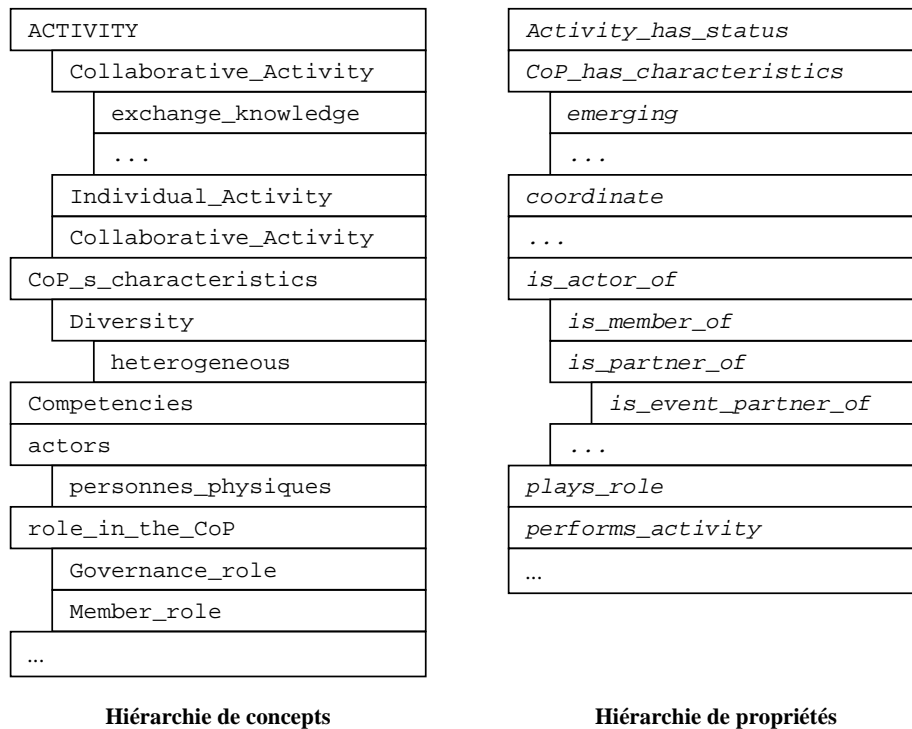 ACTIVITY
Collaborative_Activity
exchange_knowledge
...
Individual_Activity
Collaborative_Activity
CoP_s_characteristics
Diversity
heterogeneous
Competencies
actors
personnes_physiques
role_in_the_CoP
Governance_role
Member_role
...
Hiérarchie de concepts
Activity_has_status
CoP_has_characteristics
emerging
...
coordinate
...
is_actor_of
is_member_of
is_partner_of
is_event_partner_of
...
plays_role
performs_activity
...
Hiérarchie de propriétés